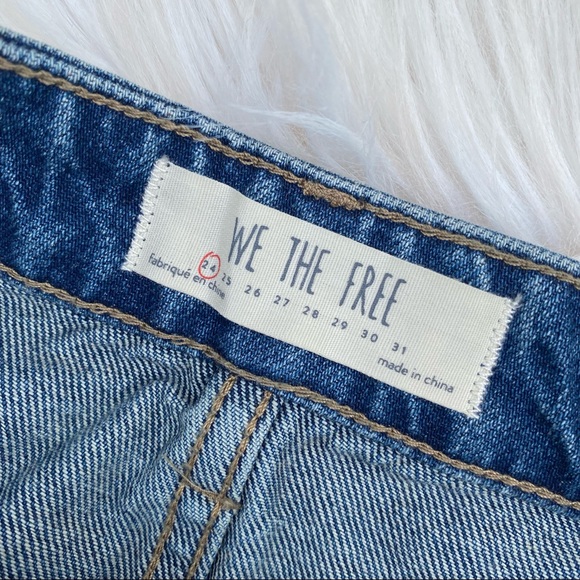 WE THE FREE
24 25 26 27 28 29 30 31
fabriqué en chine
made in china